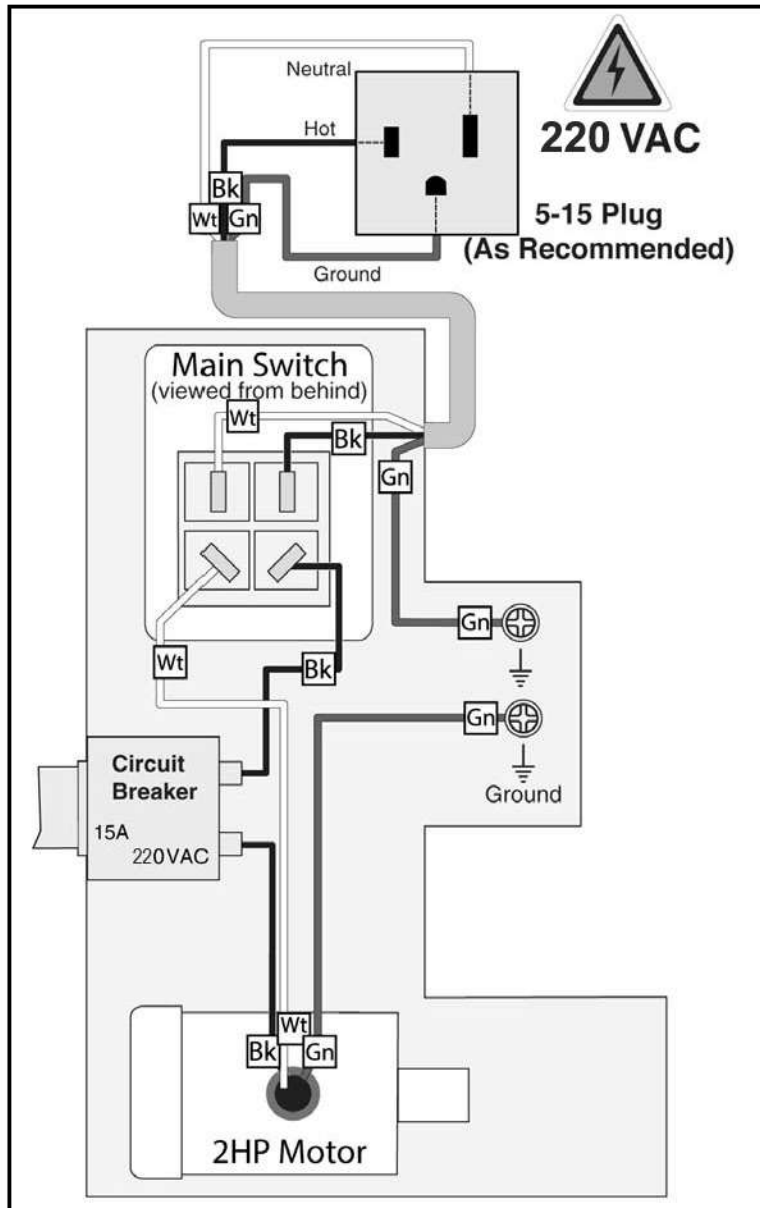 Neutral
220 VAC
Hot
Bk
Wt
Gn
5-15 Plug
(As Recommended)
Ground
Main Switch
(viewed from behind)
Wt
Bk
Gn
Gn
Wt
Bk
Gn
Circuit
Breaker
Ground
15A
220VAC
Wt
Bk
Gn
2HP Motor